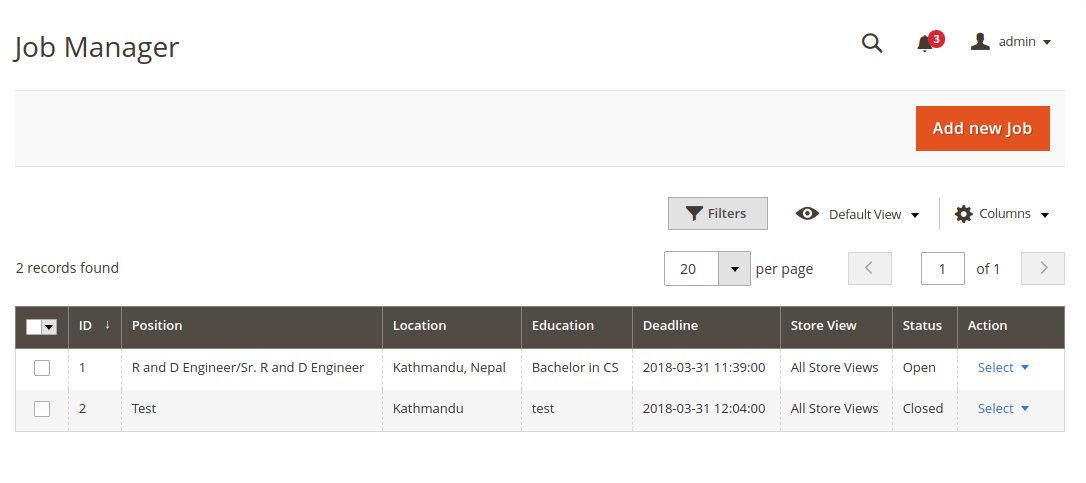 Job Manager
3
admin
Add new Job
Filters
Default View
Columns
2 records found
20
per page
1
of 1
ID ↓ Position Location Education Deadline Store View Status Action
1 R and D Engineer/Sr. R and D Engineer Kathmandu, Nepal Bachelor in CS 2018-03-31 11:39:00 All Store Views Open Select
2 Test Kathmandu test 2018-03-31 12:04:00 All Store Views Closed Select